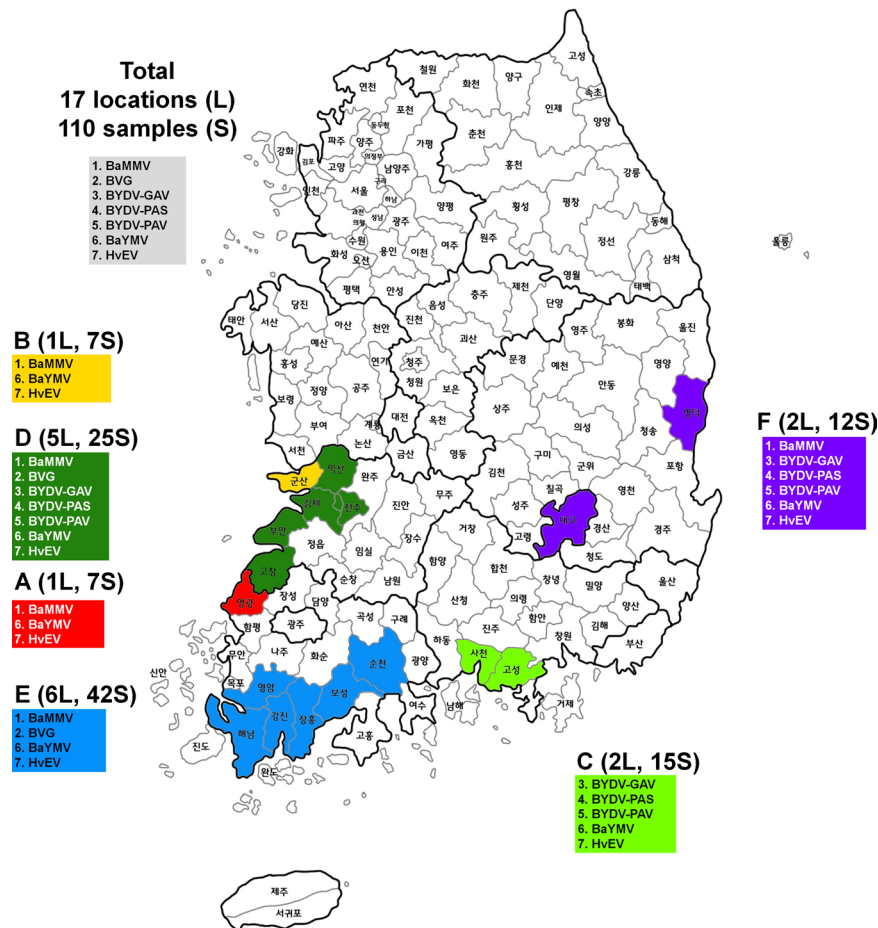 Total
17 locations (L)
110 samples (S)
1. BaMMV
2. BVG
3. BYDV-GAV
4. BYDV-PAS
5. BYDV-PAV
6. BaYMV
7. HvEV
B (1L, 7S)
1. BaMMV
6. BaYMV
7. HvEV
D (5L, 25S)
1. BaMMV
2. BVG
3. BYDV-GAV
4. BYDV-PAS
5. BYDV-PAV
6. BaYMV
7. HvEV
A (1L, 7S)
1. BaMMV
6. BaYMV
7. HvEV
E (6L, 42S)
1. BaMMV
2. BVG
6. BaYMV
7. HvEV
F (2L, 12S)
1. BaMMV
3. BYDV-GAV
4. BYDV-PAS
5. BYDV-PAV
6. BaYMV
7. HvEV
C (2L, 15S)
3. BYDV-GAV
4. BYDV-PAS
5. BYDV-PAV
6. BaYMV
7. HvEV
고성
철원
화천
양구
속초
연천
인제
포천
양양
동두천
춘천
파주
양주
가평
강화
의정부
김포
고양
남양주
홍천
강릉
구리
인천
서울
하남
양평
횡성
평창
과천
성남
광주
동해
의왕
울릉
수원
원주
정선
화성
오산
용인
이천
여주
삼척
영월
태백
평택
안성
제천
충주
단양
당진
음성
진천
태안
서산
아산
천안
영주
봉화
울진
예산
괴산
문경
예천
영양
홍성
연기
청주
안동
청원
보은
보령
정양
공주
영덕
상주
대전
옥천
부여
계룡
의성
청송
서천
논산
금산
영동
구미
군위
포항
군산
익산
완주
김천
칠곡
영천
김제
전주
진안
무주
성주
대구
경산
경주
부안
거창
고령
정읍
임실
장수
청도
고창
함양
합천
창녕
밀양
울산
영광
장성
담양
순창
남원
산청
의령
양산
함평
광주
곡성
구례
진주
함안
창원
김해
하동
부산
무안
나주
화순
순천
광양
사천
고성
신안
목포
영암
보성
강진
장흥
여수
남해
거제
해남
고흥
진도
완도
제주
서귀포